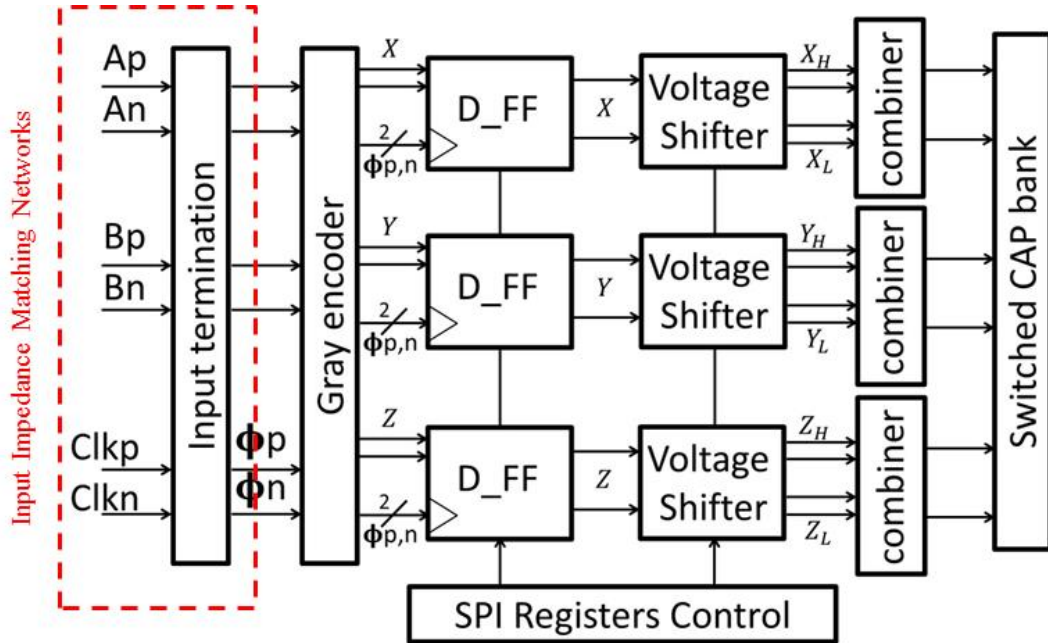 Input Impedance Matching Networks
Ap
An
Bp
Bn
Clkp
Clkn
Input termination
ϕp
ϕn
Gray encoder
X
2
ϕp,n
D_FF
X
Voltage
Shifter
X_H
X_L
combiner
Y
2
ϕp,n
D_FF
Y
Voltage
Shifter
Y_H
Y_L
combiner
Z
2
ϕp,n
D_FF
Z
Voltage
Shifter
Z_H
Z_L
combiner
Switched CAP bank
SPI Registers Control